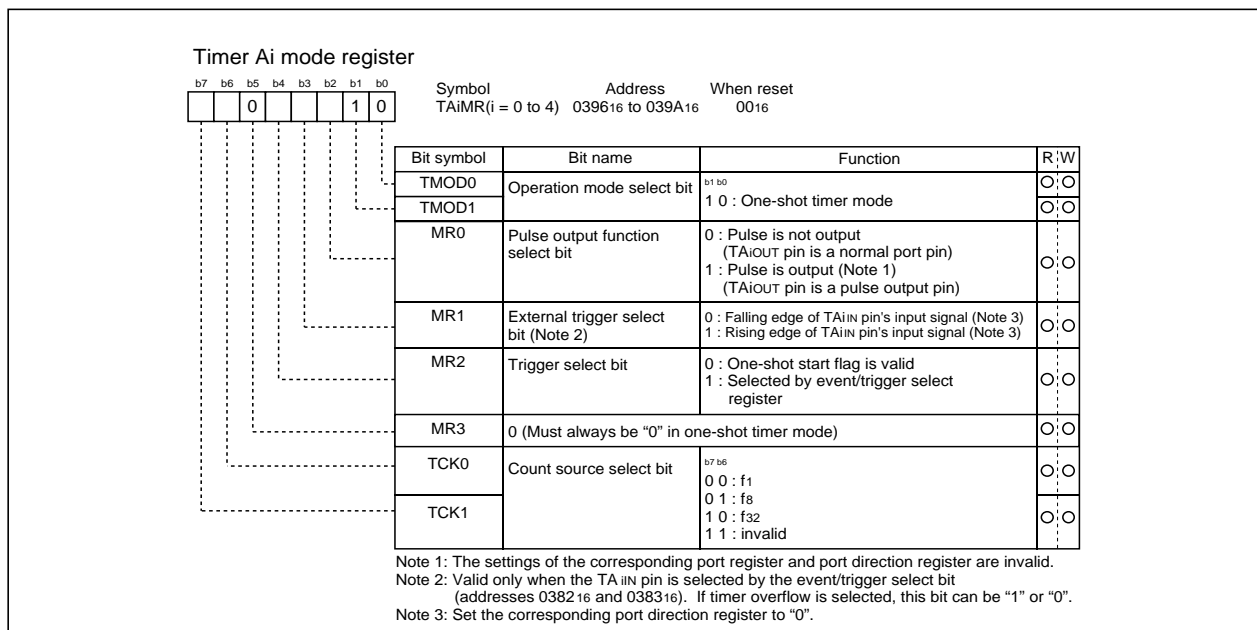 Timer Ai mode register
b7 b6 b5 b4 b3 b2 b1 b0
0 1 0
Symbol Address When reset
TAiMR(i = 0 to 4) 039616 to 039A16 0016
Bit symbol Bit name Function R W
TMOD0
TMOD1
Operation mode select bit
b1 b0
1 0 : One-shot timer mode
MR0
Pulse output function
select bit
0 : Pulse is not output
(TAiOUT pin is a normal port pin)
1 : Pulse is output (Note 1)
(TAiOUT pin is a pulse output pin)
MR1
External trigger select
bit (Note 2)
0 : Falling edge of TAiIN pin's input signal (Note 3)
1 : Rising edge of TAiIN pin's input signal (Note 3)
MR2
Trigger select bit
0 : One-shot start flag is valid
1 : Selected by event/trigger select
register
MR3
0 (Must always be “0” in one-shot timer mode)
TCK0
TCK1
Count source select bit
b7 b6
0 0 : f1
0 1 : f8
1 0 : f32
1 1 : invalid
Note 1: The settings of the corresponding port register and port direction register are invalid.
Note 2: Valid only when the TA iIN pin is selected by the event/trigger select bit
(addresses 038216 and 038316). If timer overflow is selected, this bit can be “1” or “0”.
Note 3: Set the corresponding port direction register to “0”.